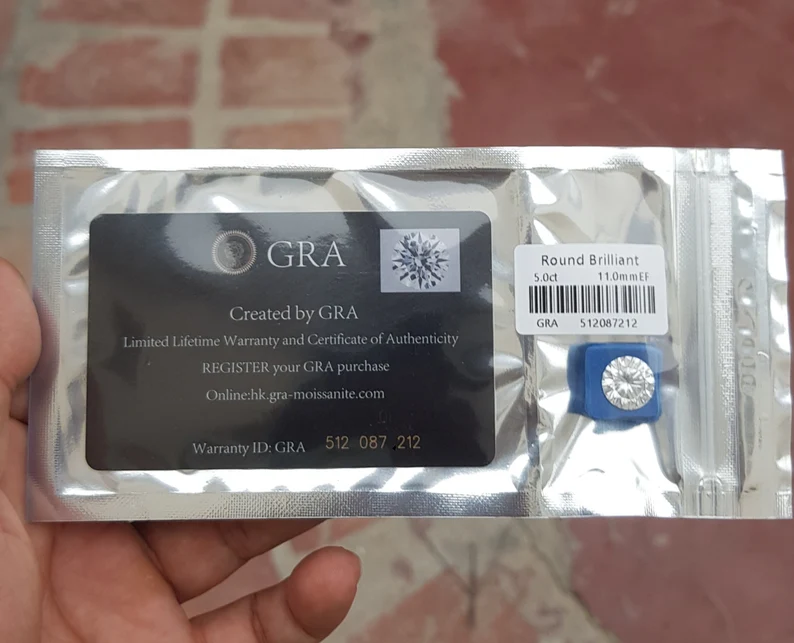 GRA
Created by GRA
Limited Lifetime Warranty and Certificate of Authenticity
REGISTER your GRA purchase
Online:hk.gra-moissanite.com
Warranty ID: GRA 512 087 212
Round Brilliant
5.0ct 11.0mmEF
GRA 512087212